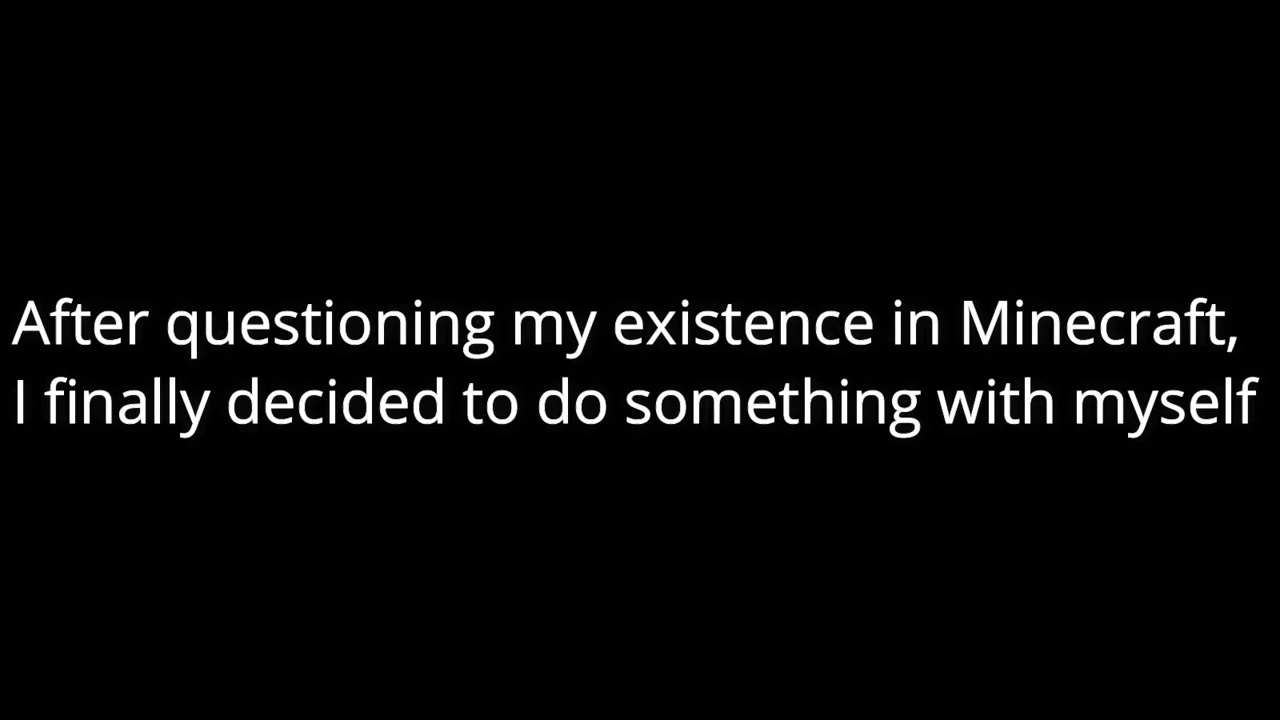 After questioning my existence in Minecraft,
I finally decided to do something with myself